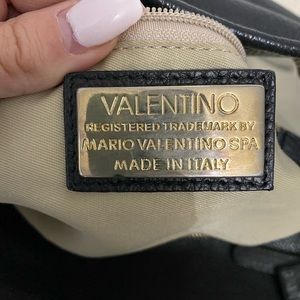 VALENTINO
REGISTERED TRADEMARK BY
MARIO VALENTINO SPA
MADE IN ITALY